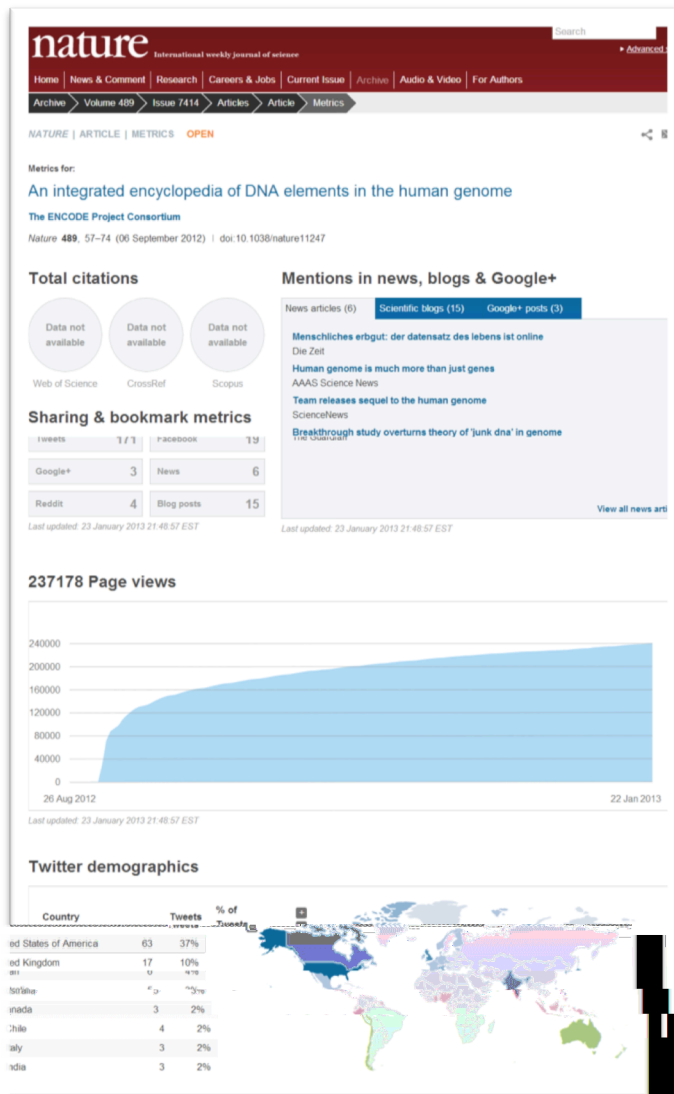 nature International weekly journal of science
Search
Advanced
Home News & Comment Research Careers & Jobs Current Issue Archive Audio & Video For Authors
Archive Volume 489 Issue 7414 Articles Article Metrics
NATURE | ARTICLE | METRICS OPEN
Metrics for:
An integrated encyclopedia of DNA elements in the human genome
The ENCODE Project Consortium
Nature 489, 57–74 (06 September 2012) | doi:10.1038/nature11247
Total citations
Data not available
Data not available
Data not available
Web of Science CrossRef Scopus
Mentions in news, blogs & Google+
News articles (6) Scientific blogs (15) Google+ posts (3)
Menschliches erbgut: der datensatz des lebens ist online
Die Zeit
Human genome is much more than just genes
AAAS Science News
Team releases sequel to the human genome
ScienceNews
Breakthrough study overturns theory of 'junk dna' in genome
The Guardian
View all news arti
Last updated: 23 January 2013 21:48:57 EST
Sharing & bookmark metrics
Tweets 171 Facebook 19
Google+ 3 News 6
Reddit 4 Blog posts 15
Last updated: 23 January 2013 21:48:57 EST
237178 Page views
240000
200000
160000
120000
80000
40000
0
26 Aug 2012 22 Jan 2013
Last updated: 23 January 2013 21:48:57 EST
Twitter demographics
Country Tweets % of Tweets
ed States of America 63 37%
ed Kingdom 17 10%
nada 3 2%
hile 4 2%
aly 3 2%
ndia 3 2%